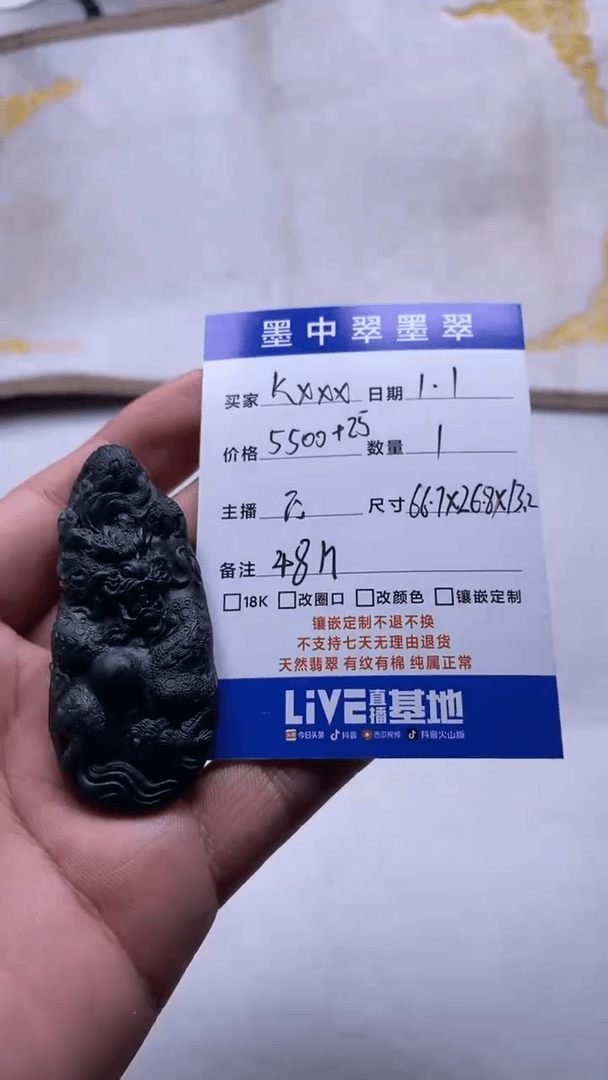 墨中翠墨翠
买家 Kxxx 日期 1.1
价格 5500+25 数量 1
主播 尺寸 66.7X26.8X13.2
备注 48h
18K 改圈口 改颜色 镶嵌定制
镶嵌定制不退不换
不支持七天无理由退货
天然翡翠 有纹有棉 纯属正常
LiVE直播基地
今日头条 抖音 西瓜视频 抖音火山版